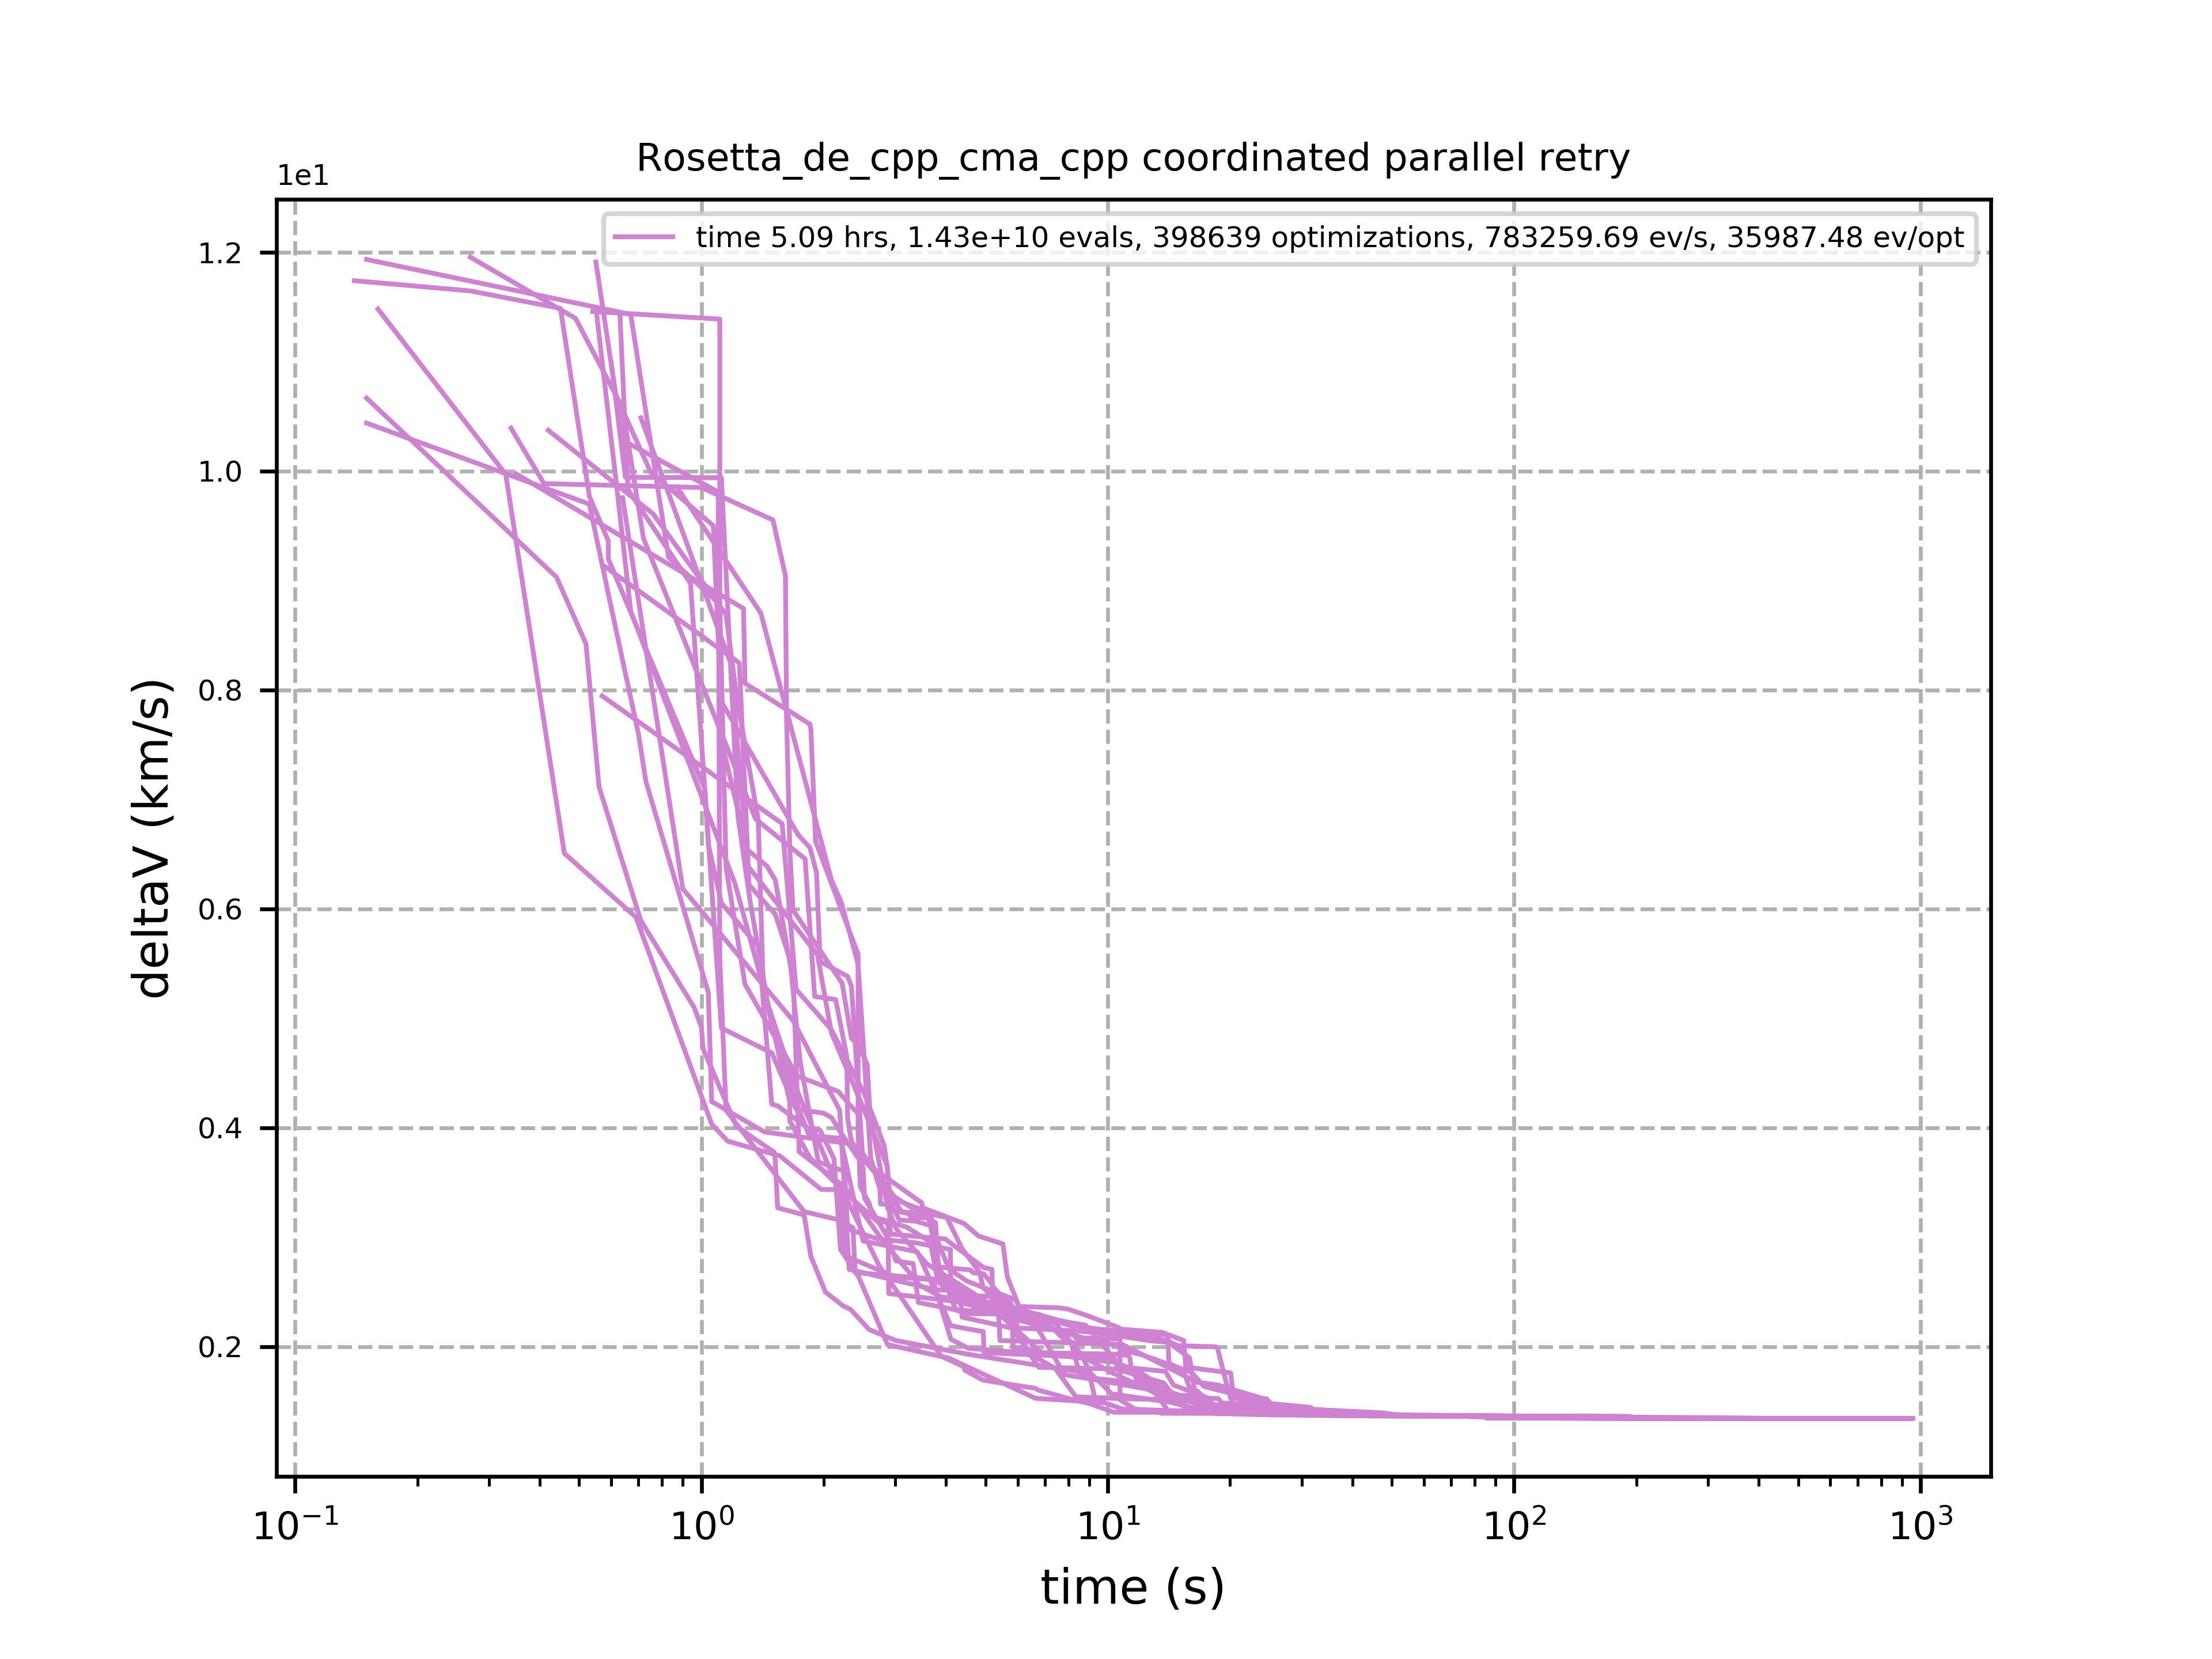 Rosetta_de_cpp_cma_cpp coordinated parallel retry
1e1
time 5.09 hrs, 1.43e+10 evals, 398639 optimizations, 783259.69 ev/s, 35987.48 ev/opt
1.2
1.0
0.8
0.6
0.4
0.2
deltaV (km/s)
10⁻¹ 10⁰ 10¹ 10² 10³
time (s)